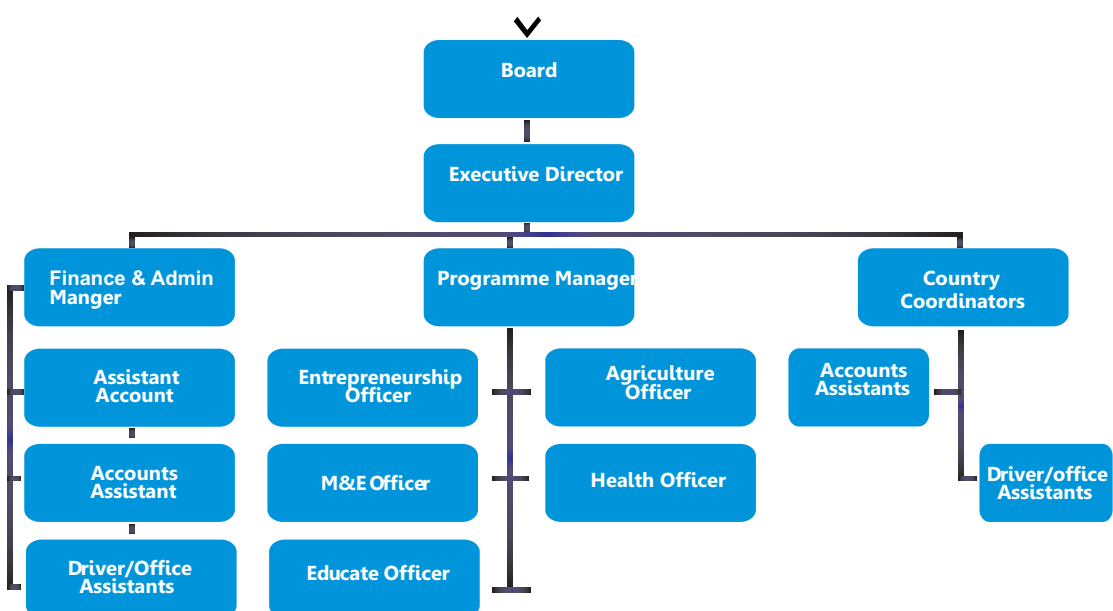 Board
Executive Director
Finance & Admin
Manger
Programme Manager
Country
Coordinators
Assistant
Account
Entrepreneurship
Officer
Agriculture
Officer
Accounts
Assistants
Accounts
Assistant
M&E Officer
Health Officer
Driver/office
Assistants
Driver/Office
Assistants
Educate Officer